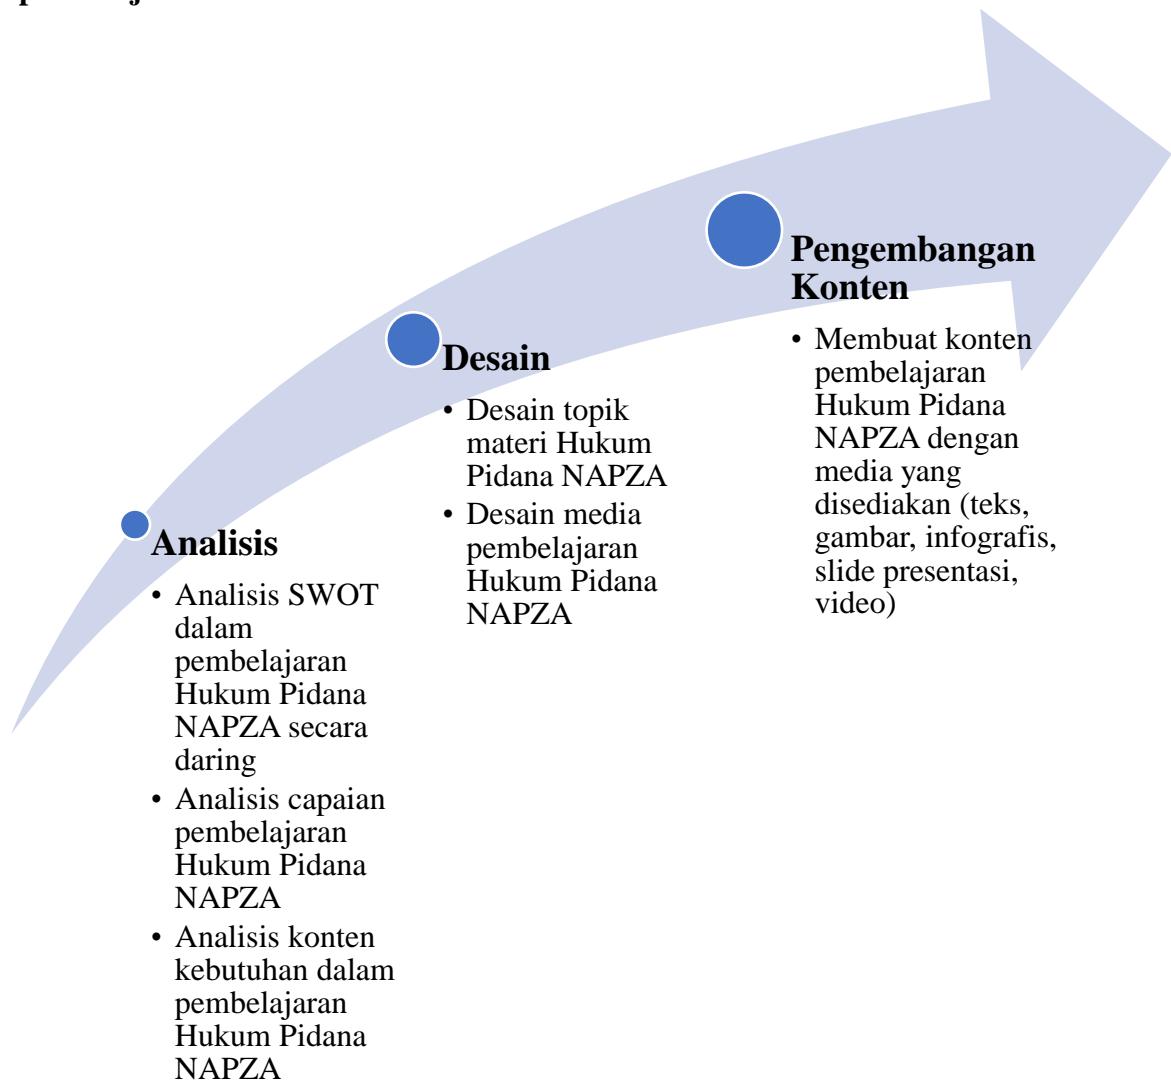 Analisis
• Analisis SWOT
dalam
pembelajaran
Hukum Pidana
NAPZA secara
daring
• Analisis capaian
pembelajaran
Hukum Pidana
NAPZA
• Analisis konten
kebutuhan dalam
pembelajaran
Hukum Pidana
NAPZA
Desain
• Desain topik
materi Hukum
Pidana NAPZA
• Desain media
pembelajaran
Hukum Pidana
NAPZA
Pengembangan
Konten
• Membuat konten
pembelajaran
Hukum Pidana
NAPZA dengan
media yang
disediakan (teks,
gambar, infografis,
slide presentasi,
video)